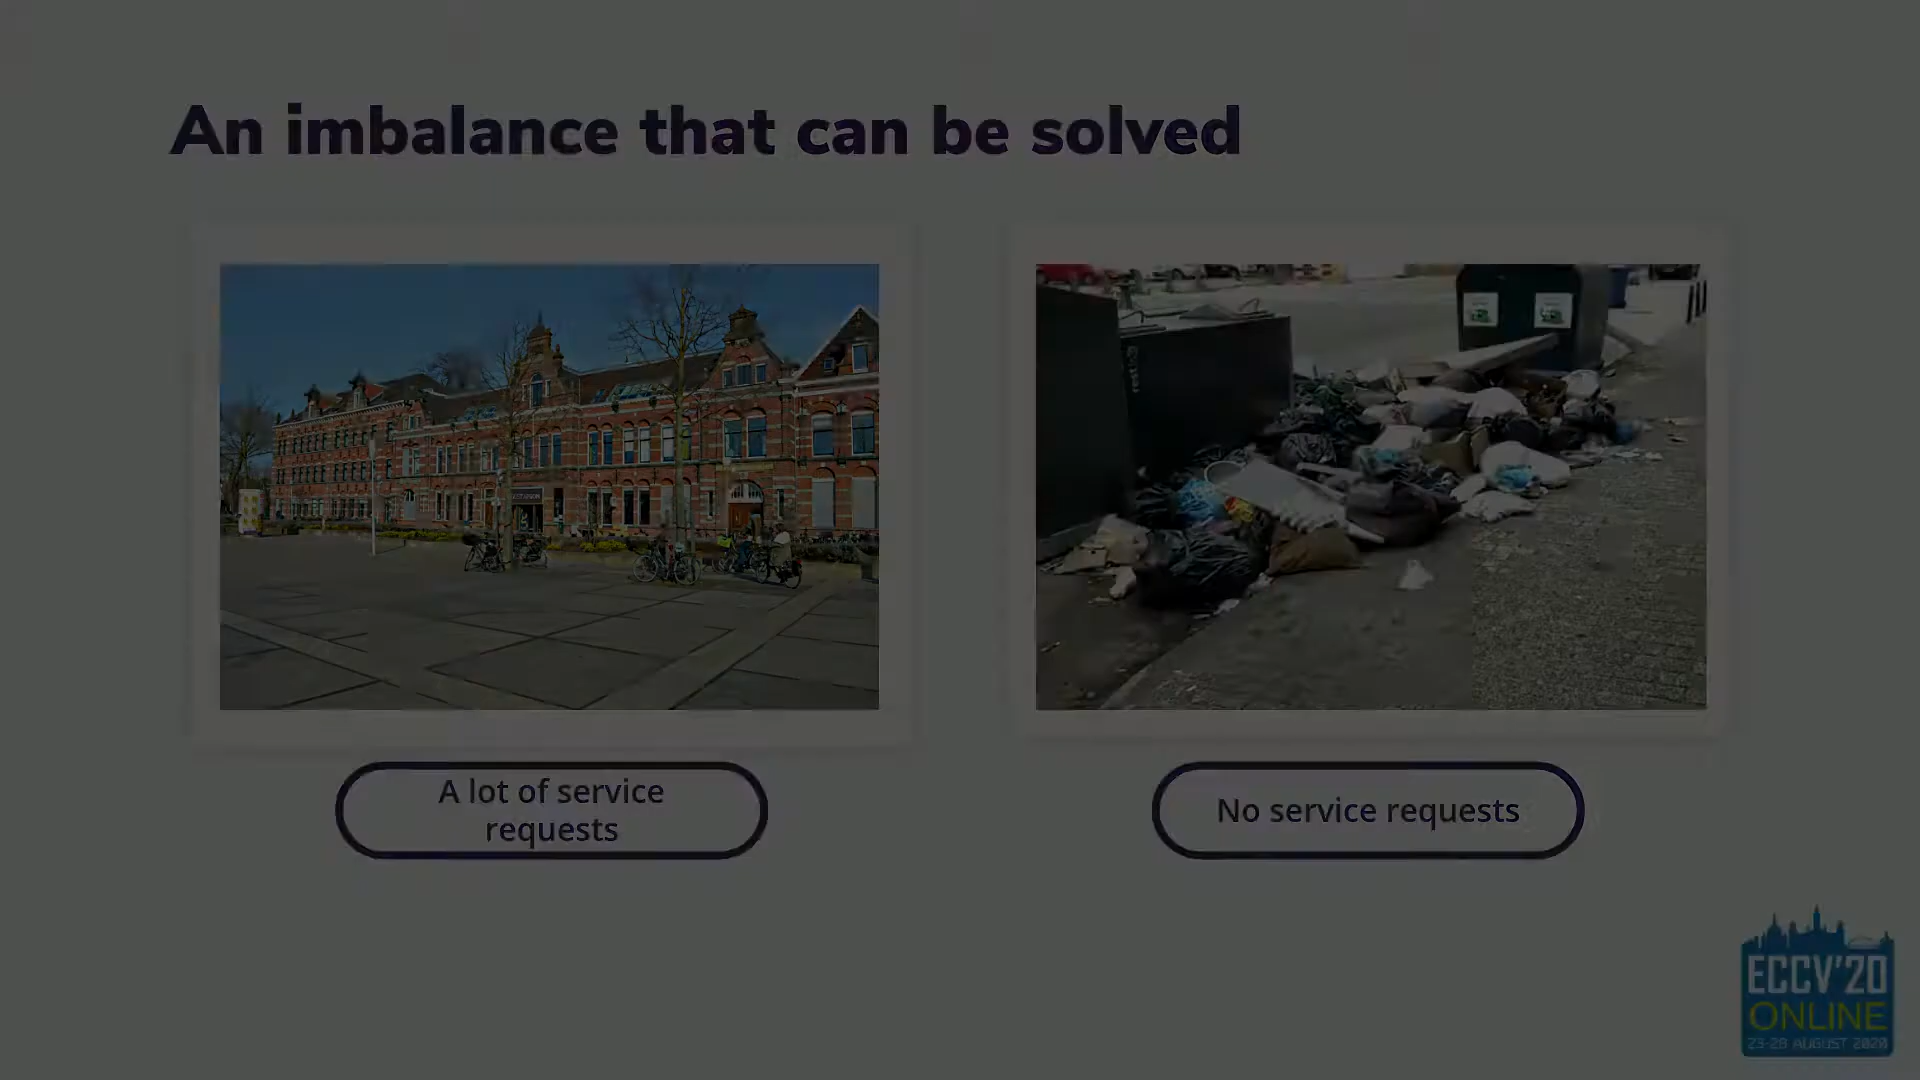 An imbalance that can be solved
A lot of service
requests
No service requests
ECCV'20
ONLINE
23-28 AUGUST 2020